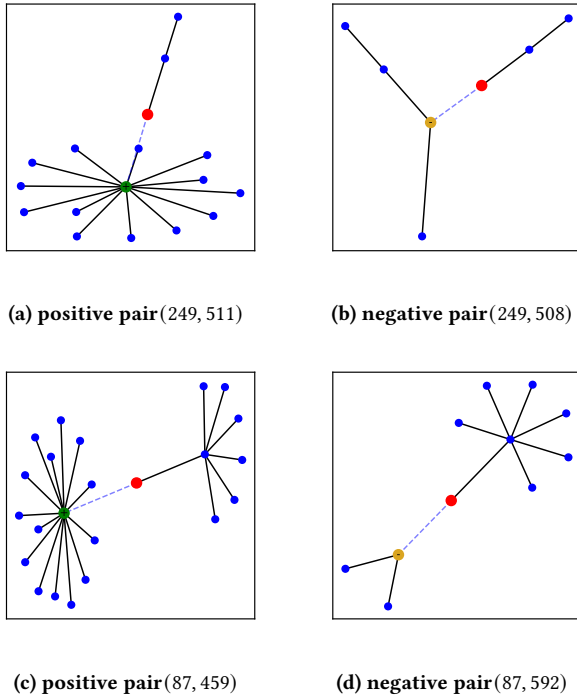 (a) positive pair(249, 511)
(b) negative pair(249, 508)
(c) positive pair(87, 459)
(d) negative pair(87, 592)